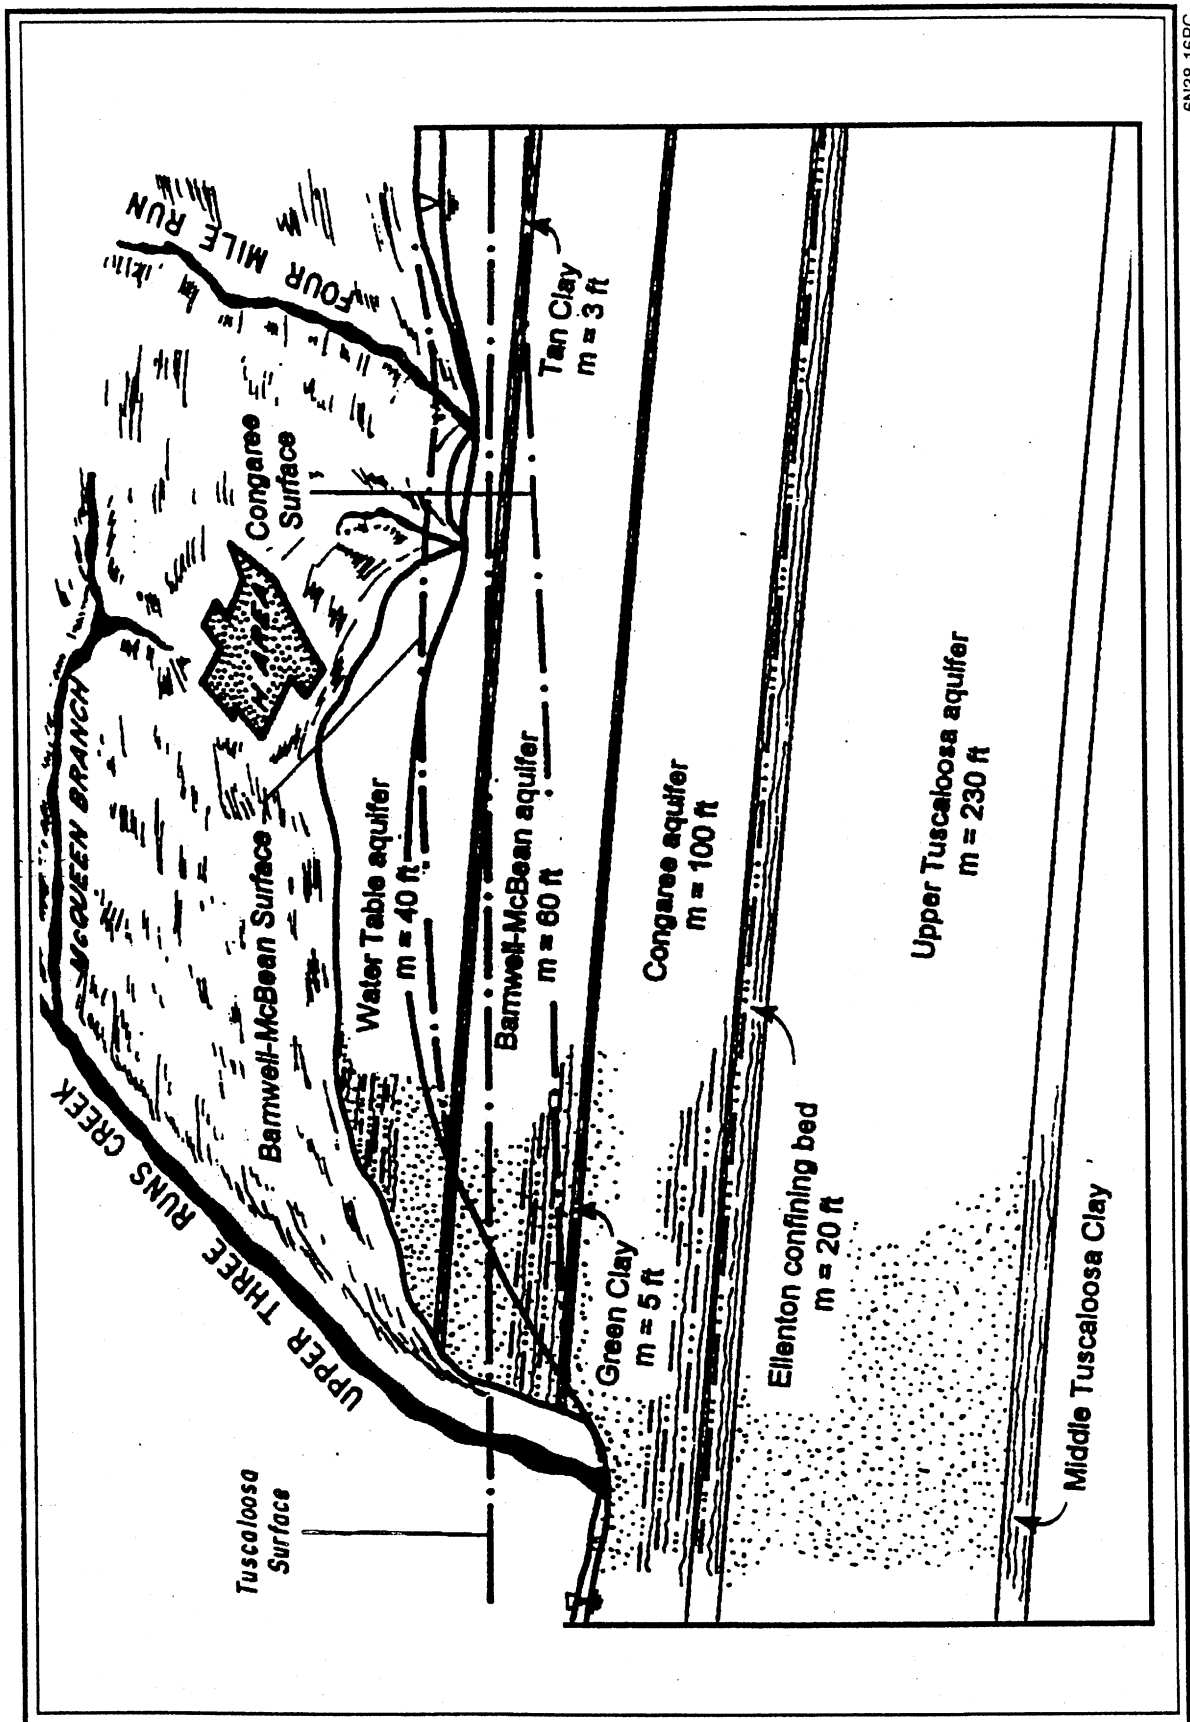 UPPER THREE RUNS CREEK
McQUEEN BRANCH
FOUR MILE RUN
H AREA
Tuscaloosa
Surface
Barnwell-McBean Surface
Congaree
Surface
Water Table aquifer
m = 40 ft
Barnwell-McBean aquifer
m = 60 ft
Tan Clay
m = 3 ft
Green Clay
m = 5 ft
Congaree aquifer
m = 100 ft
Ellenton confining bed
m = 20 ft
Upper Tuscaloosa aquifer
m = 230 ft
Middle Tuscaloosa Clay